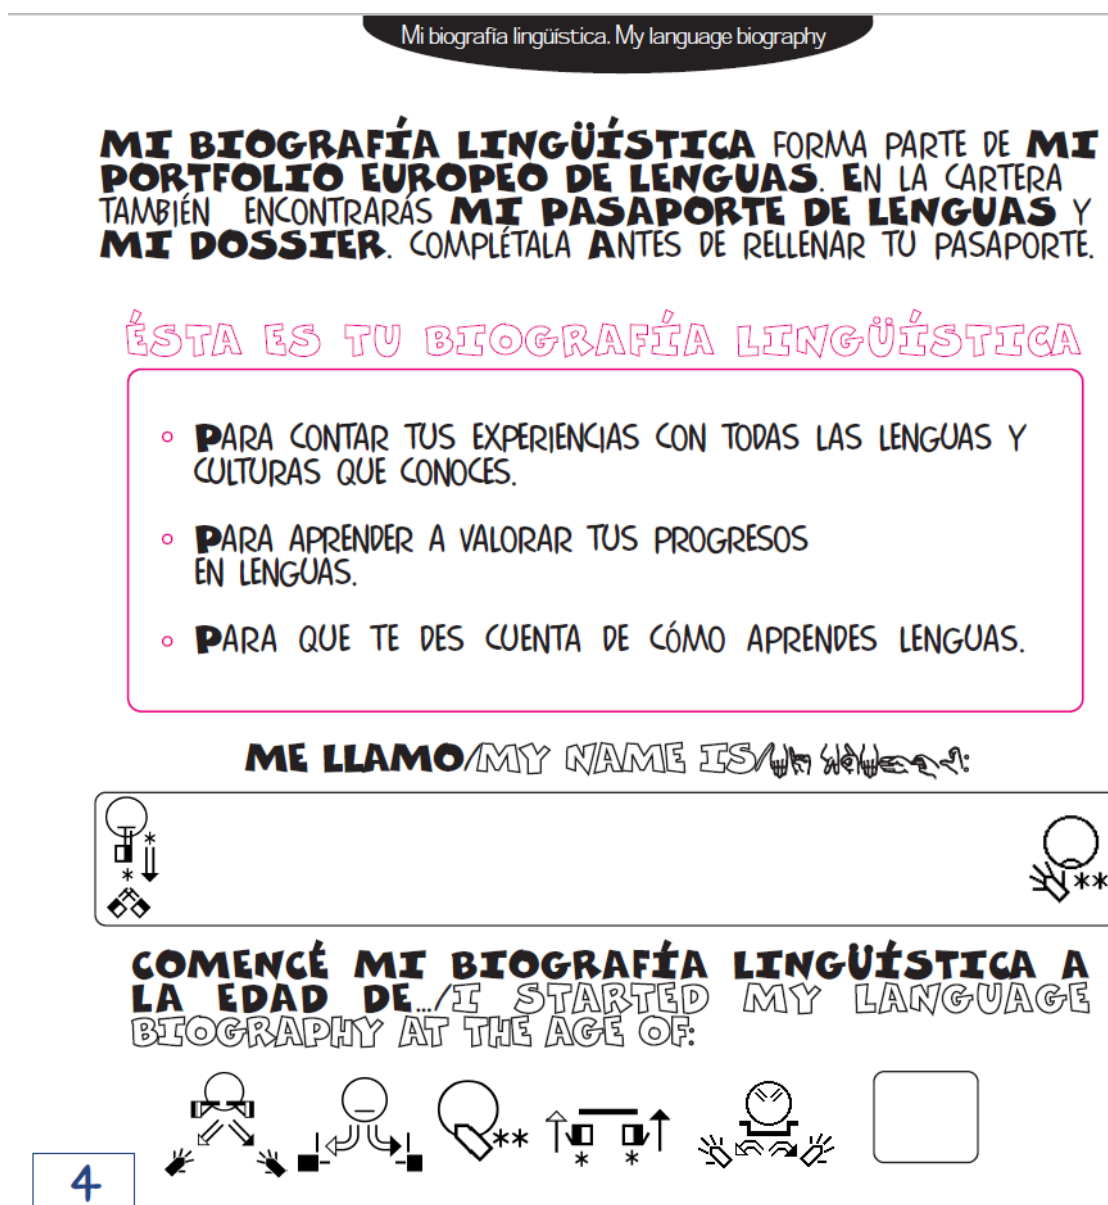 Mi biografía lingüística. My language biography
MI BIOGRAFÍA LINGÜÍSTICA FORMA PARTE DE MI
PORTFOLIO EUROPEO DE LENGUAS. EN LA CARTERA
TAMBIÉN ENCONTRARÁS MI PASAPORTE DE LENGUAS Y
MI DOSSIER. COMPLÉTALA ANTES DE RELLENAR TU PASAPORTE.
ÉSTA ES TU BIOGRAFÍA LINGÜÍSTICA
PARA CONTAR TUS EXPERIENCIAS CON TODAS LAS LENGUAS Y
CULTURAS QUE CONOCES.
PARA APRENDER A VALORAR TUS PROGRESOS
EN LENGUAS.
PARA QUE TE DES CUENTA DE CÓMO APRENDES LENGUAS.
ME LLAMO/MY NAME IS/
COMENCÉ MI BIOGRAFÍA LINGÜÍSTICA A
LA EDAD DE.../I STARTED MY LANGUAGE
BIOGRAPHY AT THE AGE OF:
4